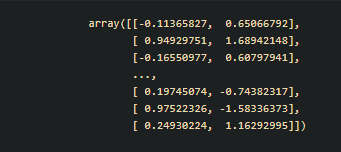 array([[-0.11365827, 0.65066792],
[ 0.94929751, 1.68942148],
[-0.16550977, 0.60797941],
...,
[ 0.19745074, -0.74382317],
[ 0.97522326, -1.58336373],
[ 0.24930224, 1.16292995]])